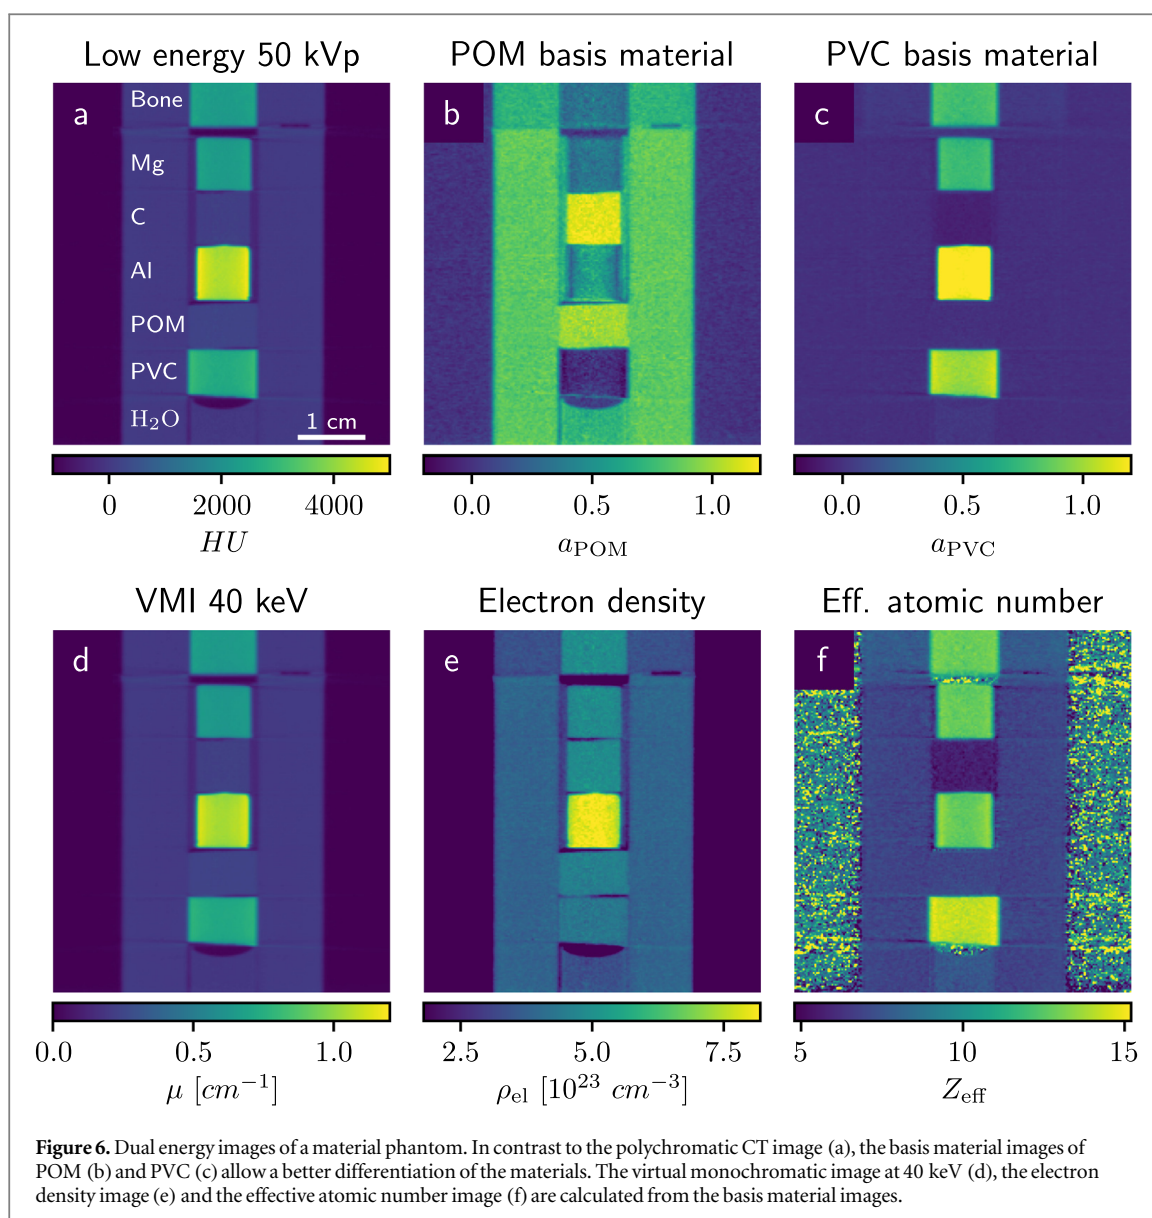 Low energy 50 kVp
POM basis material
PVC basis material
a
Bone
Mg
C
Al
POM
PVC
H₂O
1 cm
b
c
0 2000 4000
HU
0.0 0.5 1.0
a_POM
0.0 0.5 1.0
a_PVC
VMI 40 keV
Electron density
Eff. atomic number
d
e
f
0.0 0.5 1.0
μ [cm⁻¹]
2.5 5.0 7.5
ρ_el [10²³ cm⁻³]
5 10 15
Z_eff
Figure 6. Dual energy images of a material phantom. In contrast to the polychromatic CT image (a), the basis material images of
POM (b) and PVC (c) allow a better differentiation of the materials. The virtual monochromatic image at 40 keV (d), the electron
density image (e) and the effective atomic number image (f) are calculated from the basis material images.